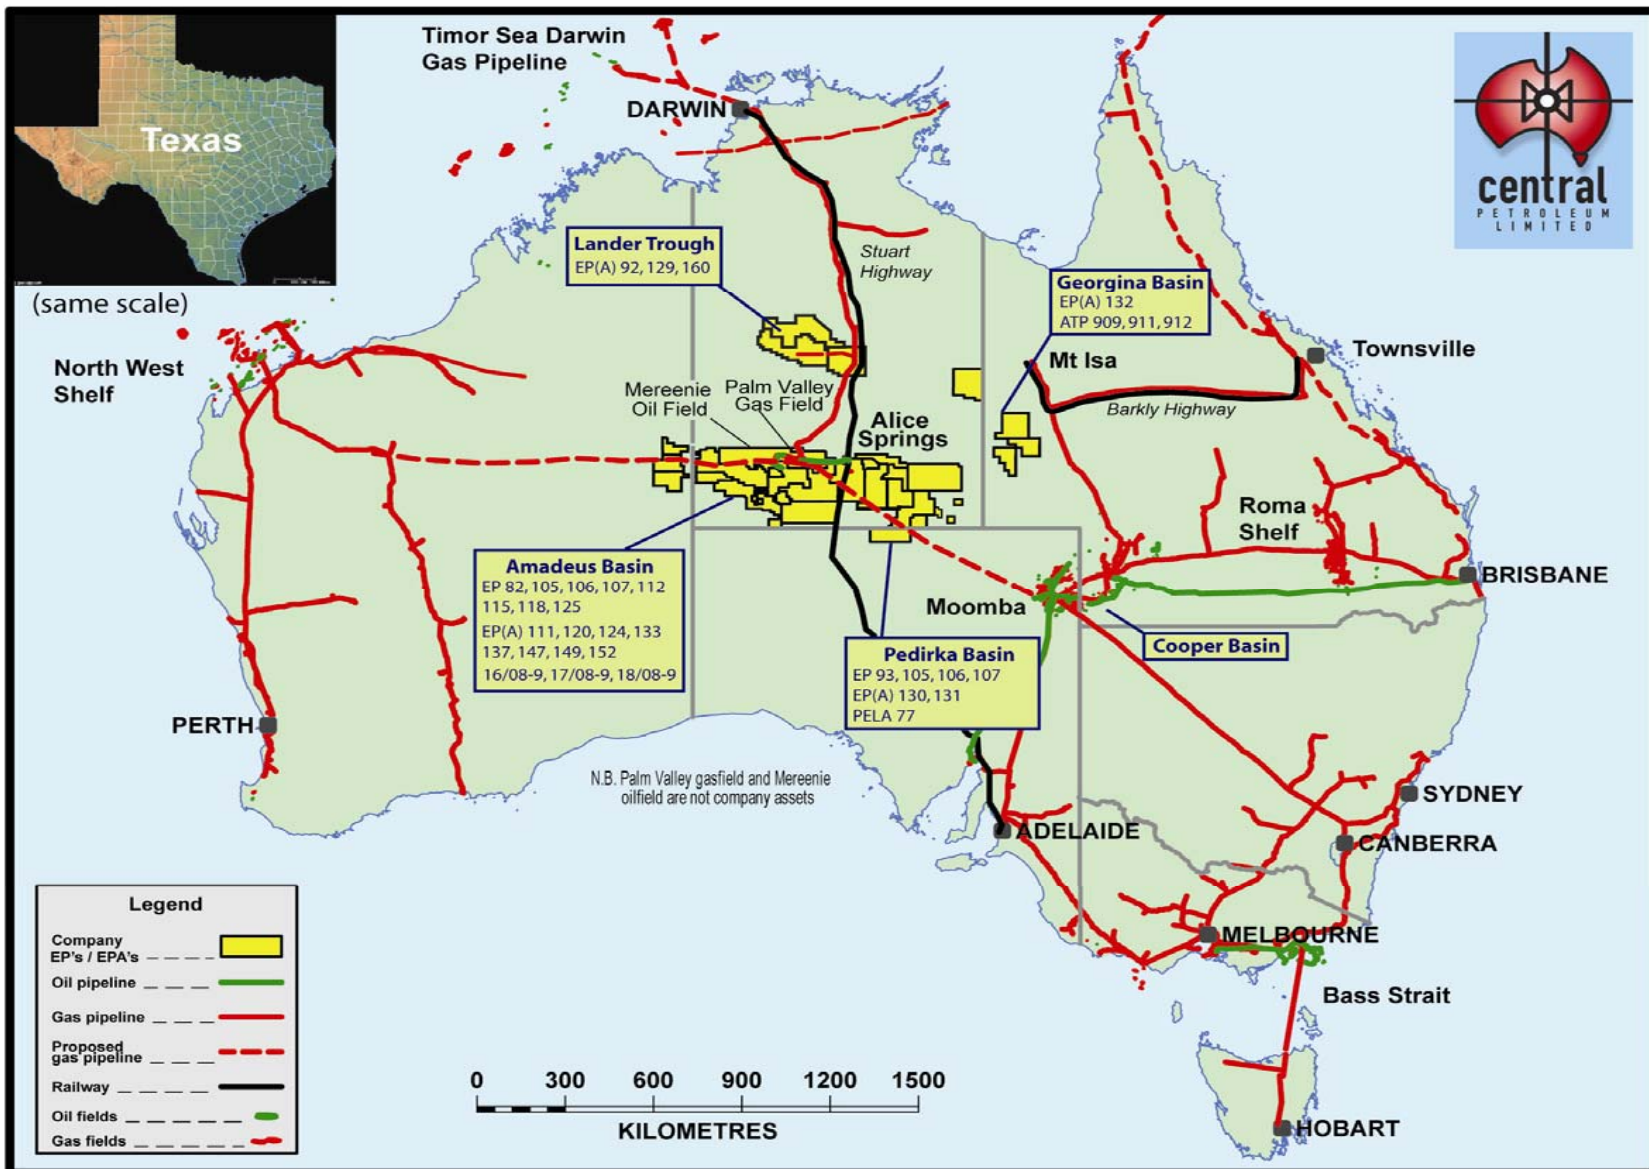 Texas
(same scale)
Timor Sea Darwin
Gas Pipeline
DARWIN
central
PETROLEUM
LIMITED
Lander Trough
EP(A) 92, 129, 160
Stuart
Highway
Georgina Basin
EP(A) 132
ATP 909, 911, 912
North West
Shelf
Mt Isa
Townsville
Barkly Highway
Mereenie
Oil Field
Palm Valley
Gas Field
Alice
Springs
Roma
Shelf
Amadeus Basin
EP 82, 105, 106, 107, 112
115, 118, 125
EP(A) 111, 120, 124, 133
137, 147, 149, 152
16/08-9, 17/08-9, 18/08-9
BRISBANE
Moomba
Cooper Basin
Pedirka Basin
EP 93, 105, 106, 107
EP(A) 130, 131
PELA 77
PERTH
N.B. Palm Valley gasfield and Mereenie
oilfield are not company assets
SYDNEY
ADELAIDE
CANBERRA
MELBOURNE
Bass Strait
HOBART
Legend
Company
EP's / EPA's
Oil pipeline
Gas pipeline
Proposed
gas pipeline
Railway
Oil fields
Gas fields
0 300 600 900 1200 1500
KILOMETRES